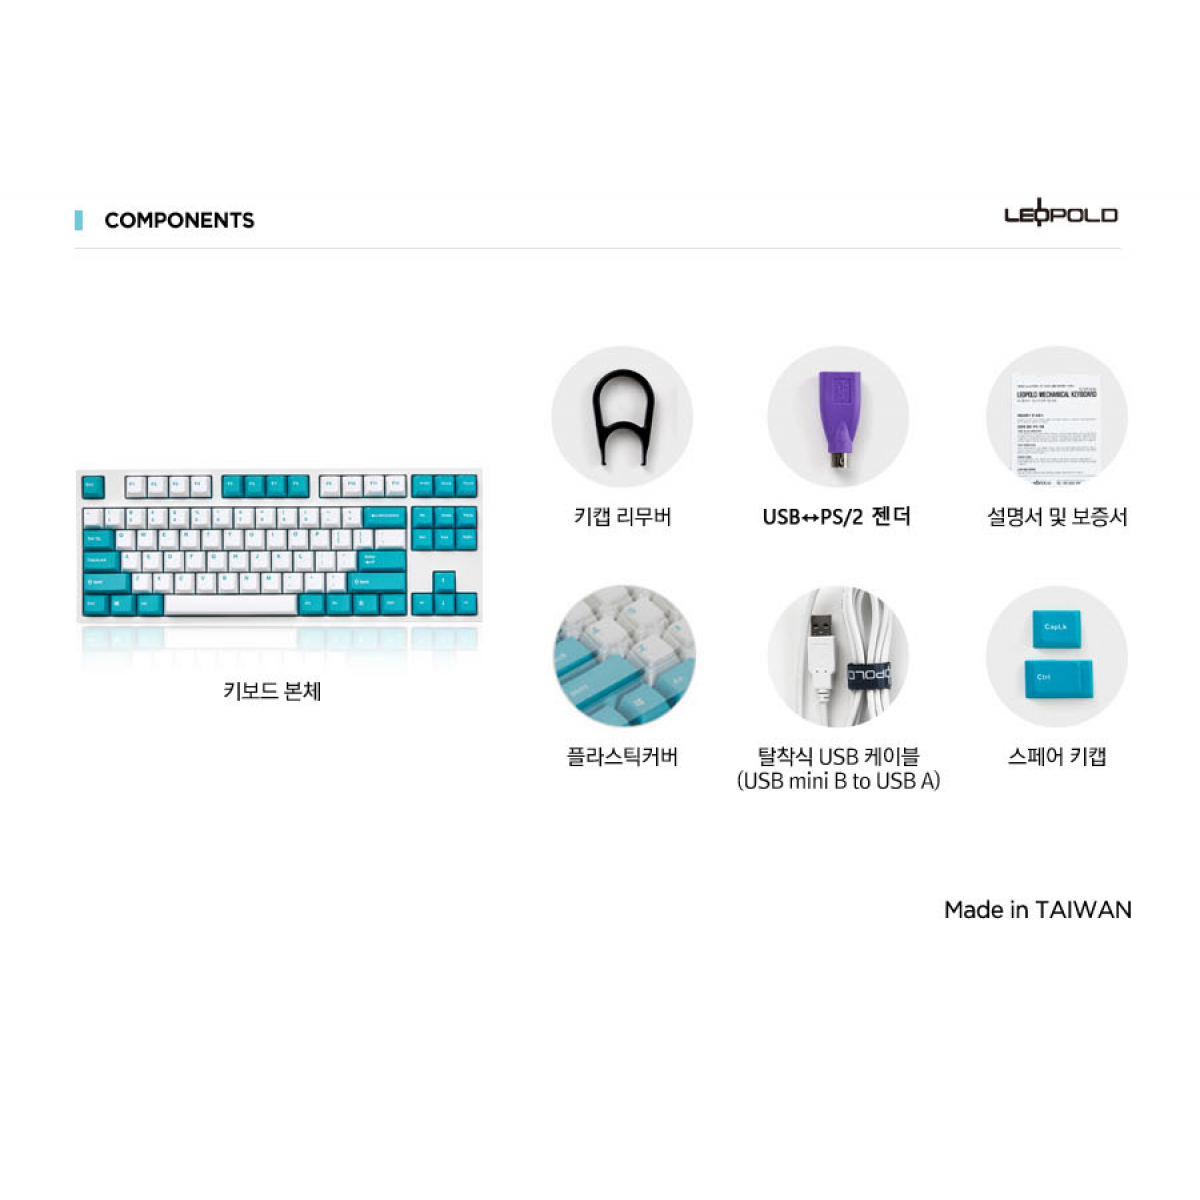 COMPONENTS
LEOPOLD
키보드 본체
키캡 리무버
USB↔PS/2 젠더
LEOPOLD MECHANICAL KEYBOARD
설명서 및 보증서
플라스틱커버
OPOLD
탈착식 USB 케이블
(USB mini B to USB A)
CapLk
Ctrl
스페어 키캡
Made in TAIWAN